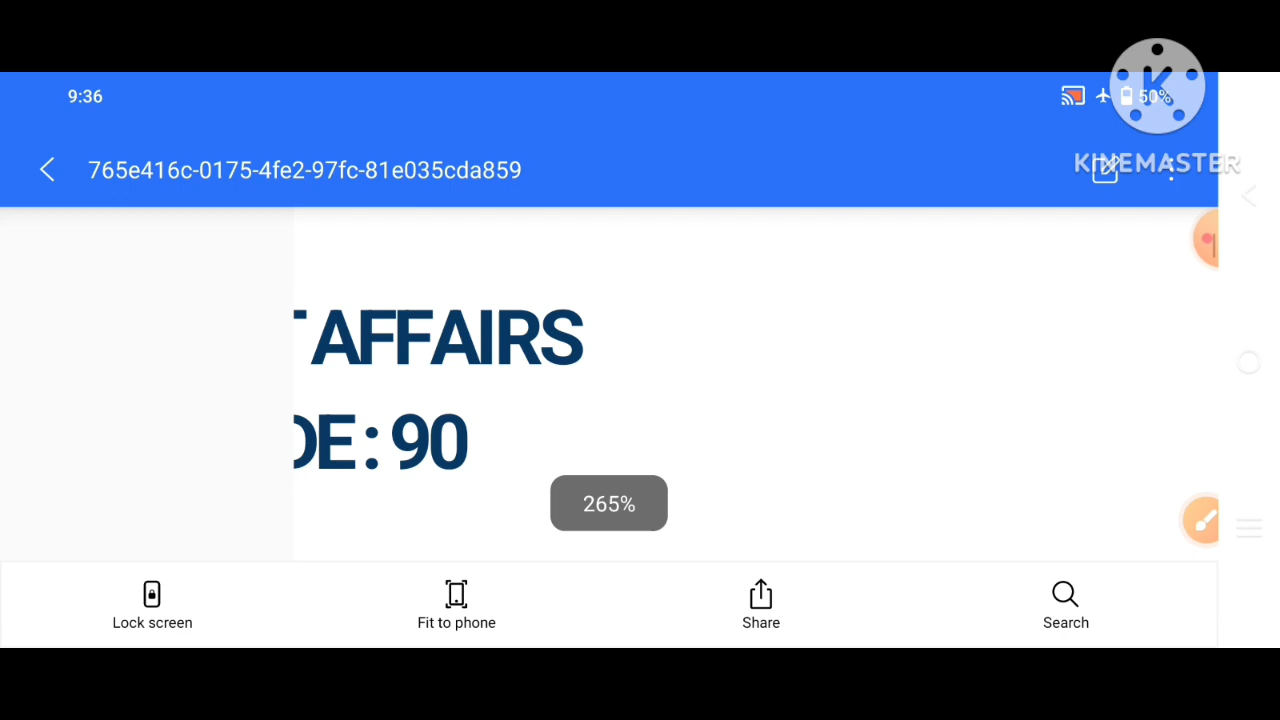 9:36
50%
765e416c-0175-4fe2-97fc-81e035cda859
KINEMASTER
AFFAIRS
DE : 90
265%
Lock screen
Fit to phone
Share
Search